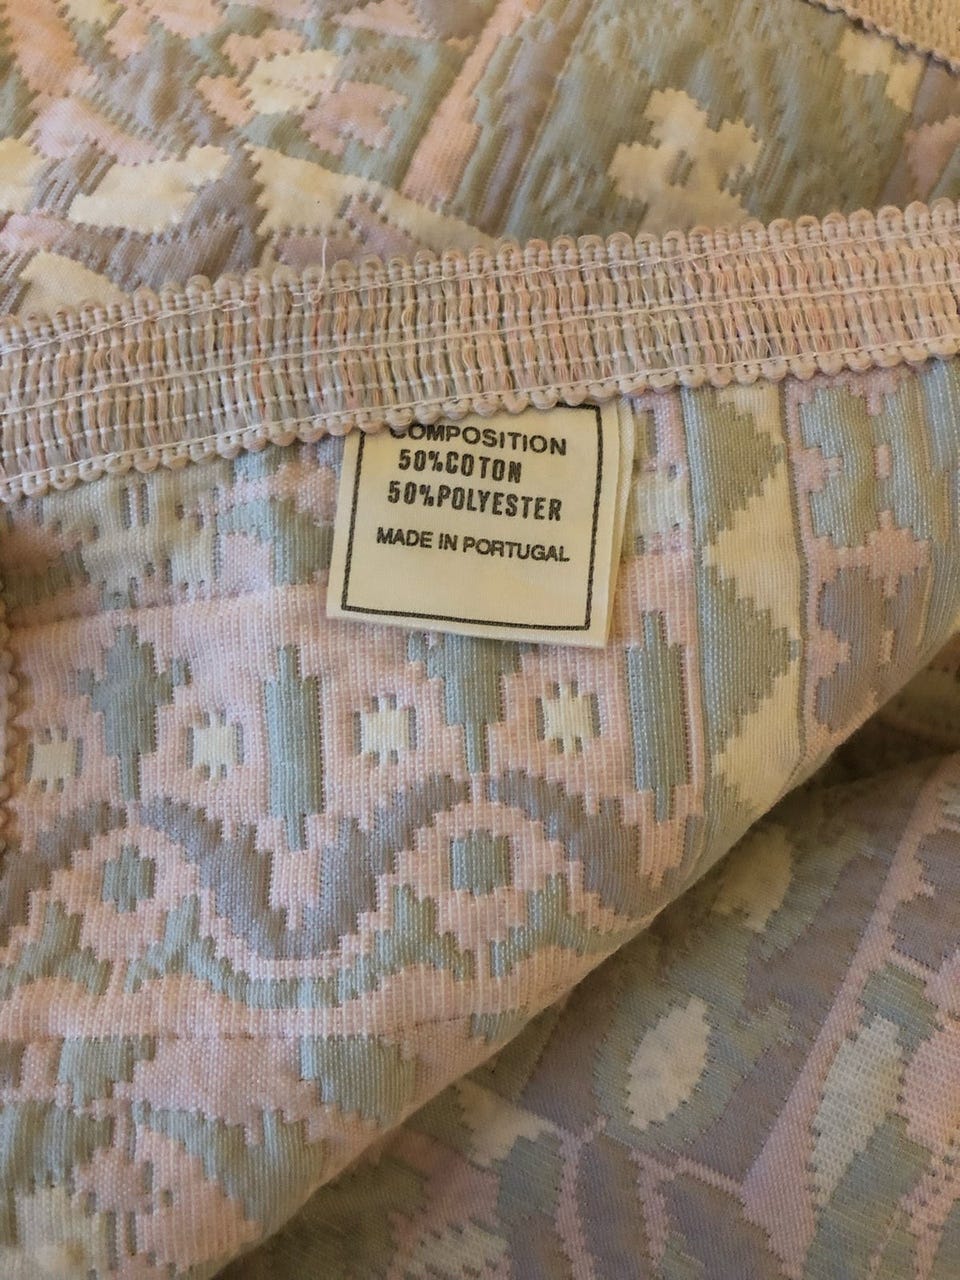 COMPOSITION
50%COTON
50%POLYESTER
MADE IN PORTUGAL